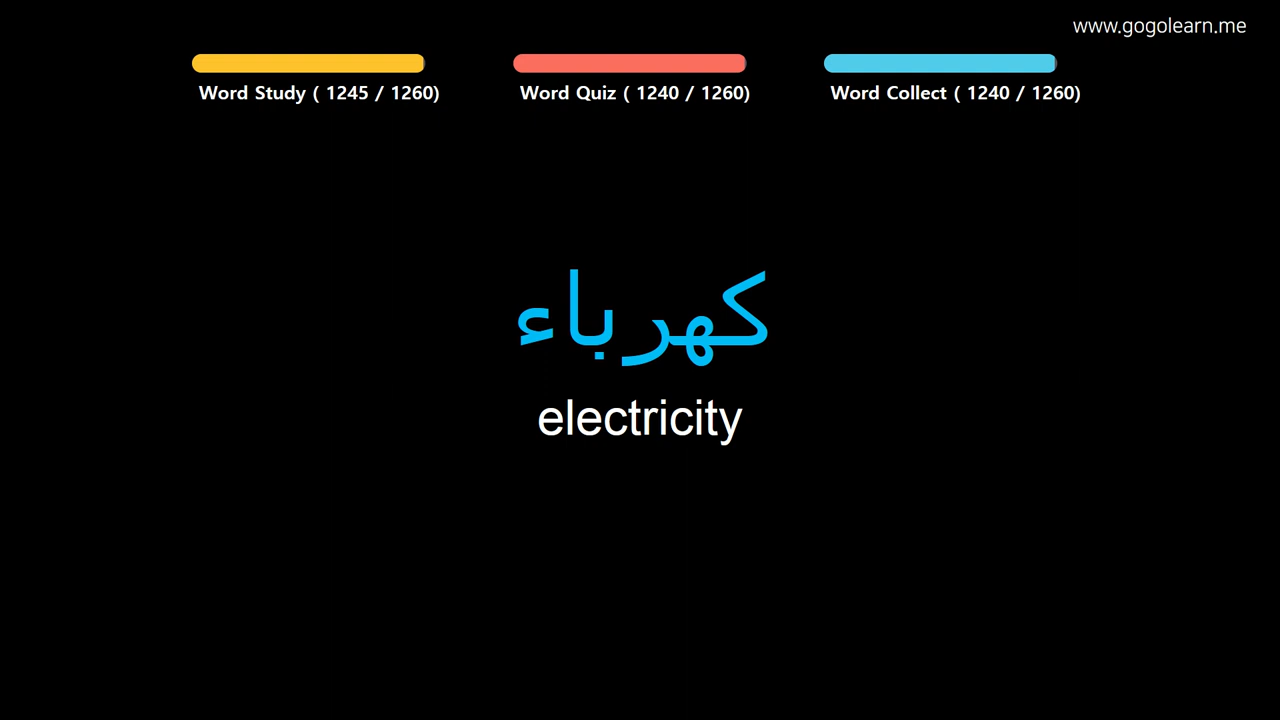 www.gogolearn.me
Word Study ( 1245 / 1260)
Word Quiz ( 1240 / 1260)
Word Collect ( 1240 / 1260)
كهرباء
electricity